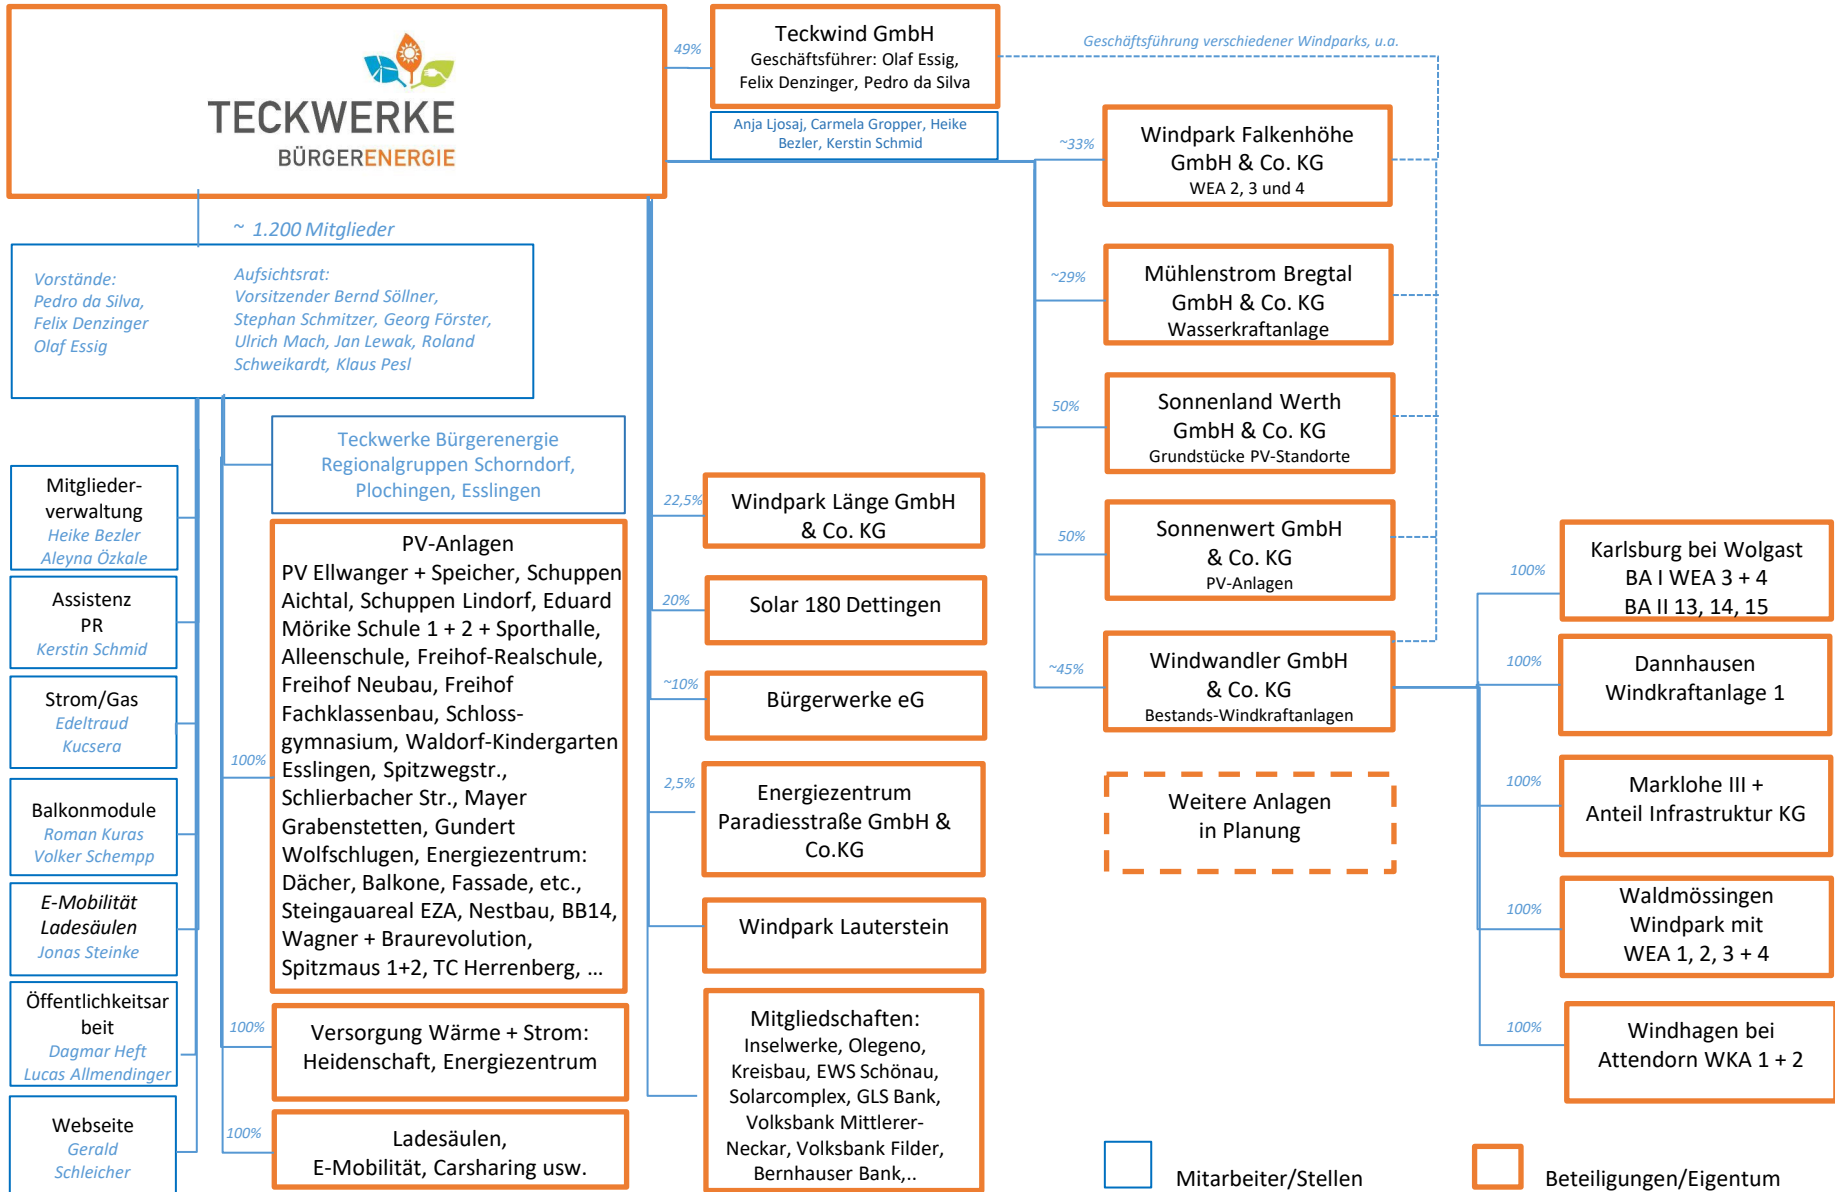 TECKWERKE
BÜRGERENERGIE
49%
Teckwind GmbH
Geschäftsführer: Olaf Essig,
Felix Denzinger, Pedro da Silva
Anja Ljosaj, Carmela Gropper, Heike
Bezler, Kerstin Schmid
Geschäftsführung verschiedener Windparks, u.a.
~ 1.200 Mitglieder
Vorstände:
Pedro da Silva,
Felix Denzinger
Olaf Essig
Aufsichtsrat:
Vorsitzender Bernd Söllner,
Stephan Schmitzer, Georg Förster,
Ulrich Mach, Jan Lewak, Roland
Schweikardt, Klaus Pesl
Mitglieder-
verwaltung
Heike Bezler
Aleyna Özkale
Assistenz
PR
Kerstin Schmid
Strom/Gas
Edeltraud
Kucsera
Balkonmodule
Roman Kuras
Volker Schempp
E-Mobilität
Ladesäulen
Jonas Steinke
Öffentlichkeitsar
beit
Dagmar Heft
Lucas Allmendinger
Webseite
Gerald
Schleicher
Teckwerke Bürgerenergie
Regionalgruppen Schorndorf,
Plochingen, Esslingen
100%
PV-Anlagen
PV Ellwanger + Speicher, Schuppen
Aichtal, Schuppen Lindorf, Eduard
Mörike Schule 1 + 2 + Sporthalle,
Alleenschule, Freihof-Realschule,
Freihof Neubau, Freihof
Fachklassenbau, Schloss-
gymnasium, Waldorf-Kindergarten
Esslingen, Spitzwegstr.,
Schlierbacher Str., Mayer
Grabenstetten, Gundert
Wolfschlugen, Energiezentrum:
Dächer, Balkone, Fassade, etc.,
Steingauareal EZA, Nestbau, BB14,
Wagner + Braurevolution,
Spitzmaus 1+2, TC Herrenberg, ...
100%
Versorgung Wärme + Strom:
Heidenschaft, Energiezentrum
100%
Ladesäulen,
E-Mobilität, Carsharing usw.
22,5%
Windpark Länge GmbH
& Co. KG
20%
Solar 180 Dettingen
~10%
Bürgerwerke eG
2,5%
Energiezentrum
Paradiesstraße GmbH &
Co.KG
Windpark Lauterstein
Mitgliedschaften:
Inselwerke, Olegeno,
Kreisbau, EWS Schönau,
Solarcomplex, GLS Bank,
Volksbank Mittlerer-
Neckar, Volksbank Filder,
Bernhauser Bank,..
~33%
Windpark Falkenhöhe
GmbH & Co. KG
WEA 2, 3 und 4
~29%
Mühlenstrom Bregtal
GmbH & Co. KG
Wasserkraftanlage
50%
Sonnenland Werth
GmbH & Co. KG
Grundstücke PV-Standorte
50%
Sonnenwert GmbH
& Co. KG
PV-Anlagen
~45%
Windwandler GmbH
& Co. KG
Bestands-Windkraftanlagen
Weitere Anlagen
in Planung
100%
Karlsburg bei Wolgast
BA I WEA 3 + 4
BA II 13, 14, 15
100%
Dannhausen
Windkraftanlage 1
100%
Marklohe III +
Anteil Infrastruktur KG
100%
Waldmössingen
Windpark mit
WEA 1, 2, 3 + 4
100%
Windhagen bei
Attendorn WKA 1 + 2
Mitarbeiter/Stellen
Beteiligungen/Eigentum